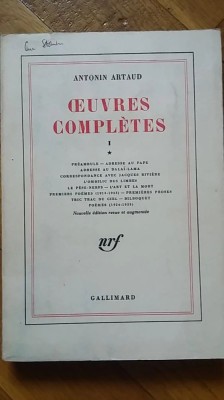 ANTONIN ARTAUD
ŒUVRES
COMPLÈTES
I
★
PRÉAMBULE — ADRESSE AU PAPE
ADRESSE AU DALAÏ-LAMA
CORRESPONDANCE AVEC JACQUES RIVIÈRE
L'OMBILIC DES LIMBES
LE PÈSE-NERFS — L'ART ET LA MORT
PREMIERS POÈMES (1913-1923) — PREMIÈRES PROSES
TRIC TRAC DU CIEL — BILBOQUET
POÈMES (1924-1935)
Nouvelle édition revue et augmentée
nrf
GALLIMARD